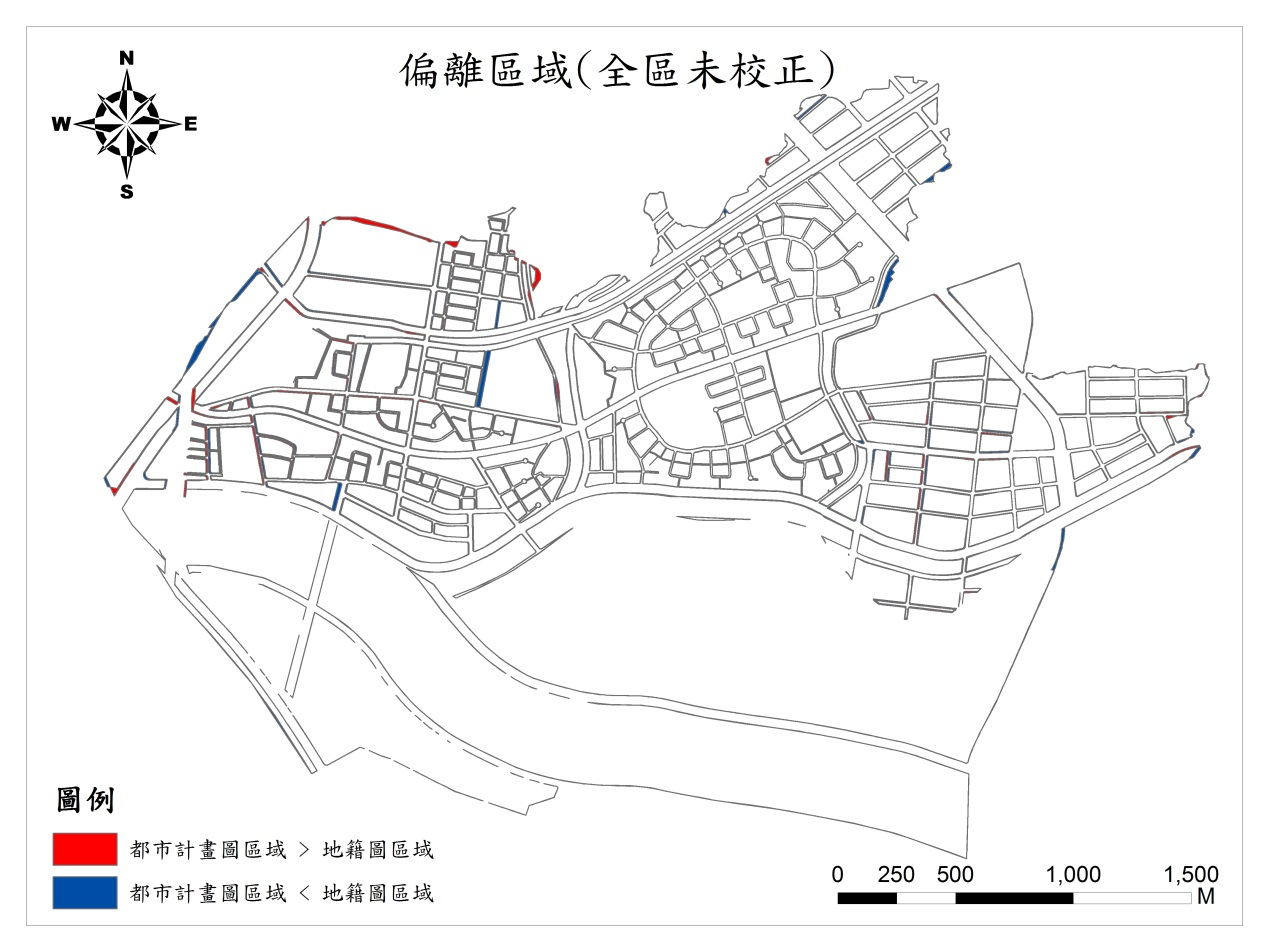 偏離區域(全區未校正)
N
W E
S
圖例
都市計畫圖區域 > 地籍圖區域
都市計畫圖區域 < 地籍圖區域
0 250 500 1,000 1,500
M